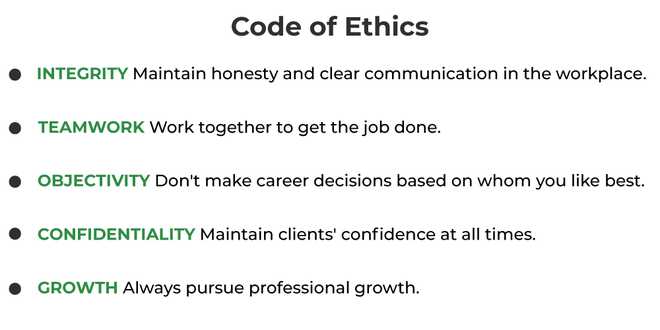 Code of Ethics
INTEGRITY Maintain honesty and clear communication in the workplace.
TEAMWORK Work together to get the job done.
OBJECTIVITY Don't make career decisions based on whom you like best.
CONFIDENTIALITY Maintain clients' confidence at all times.
GROWTH Always pursue professional growth.